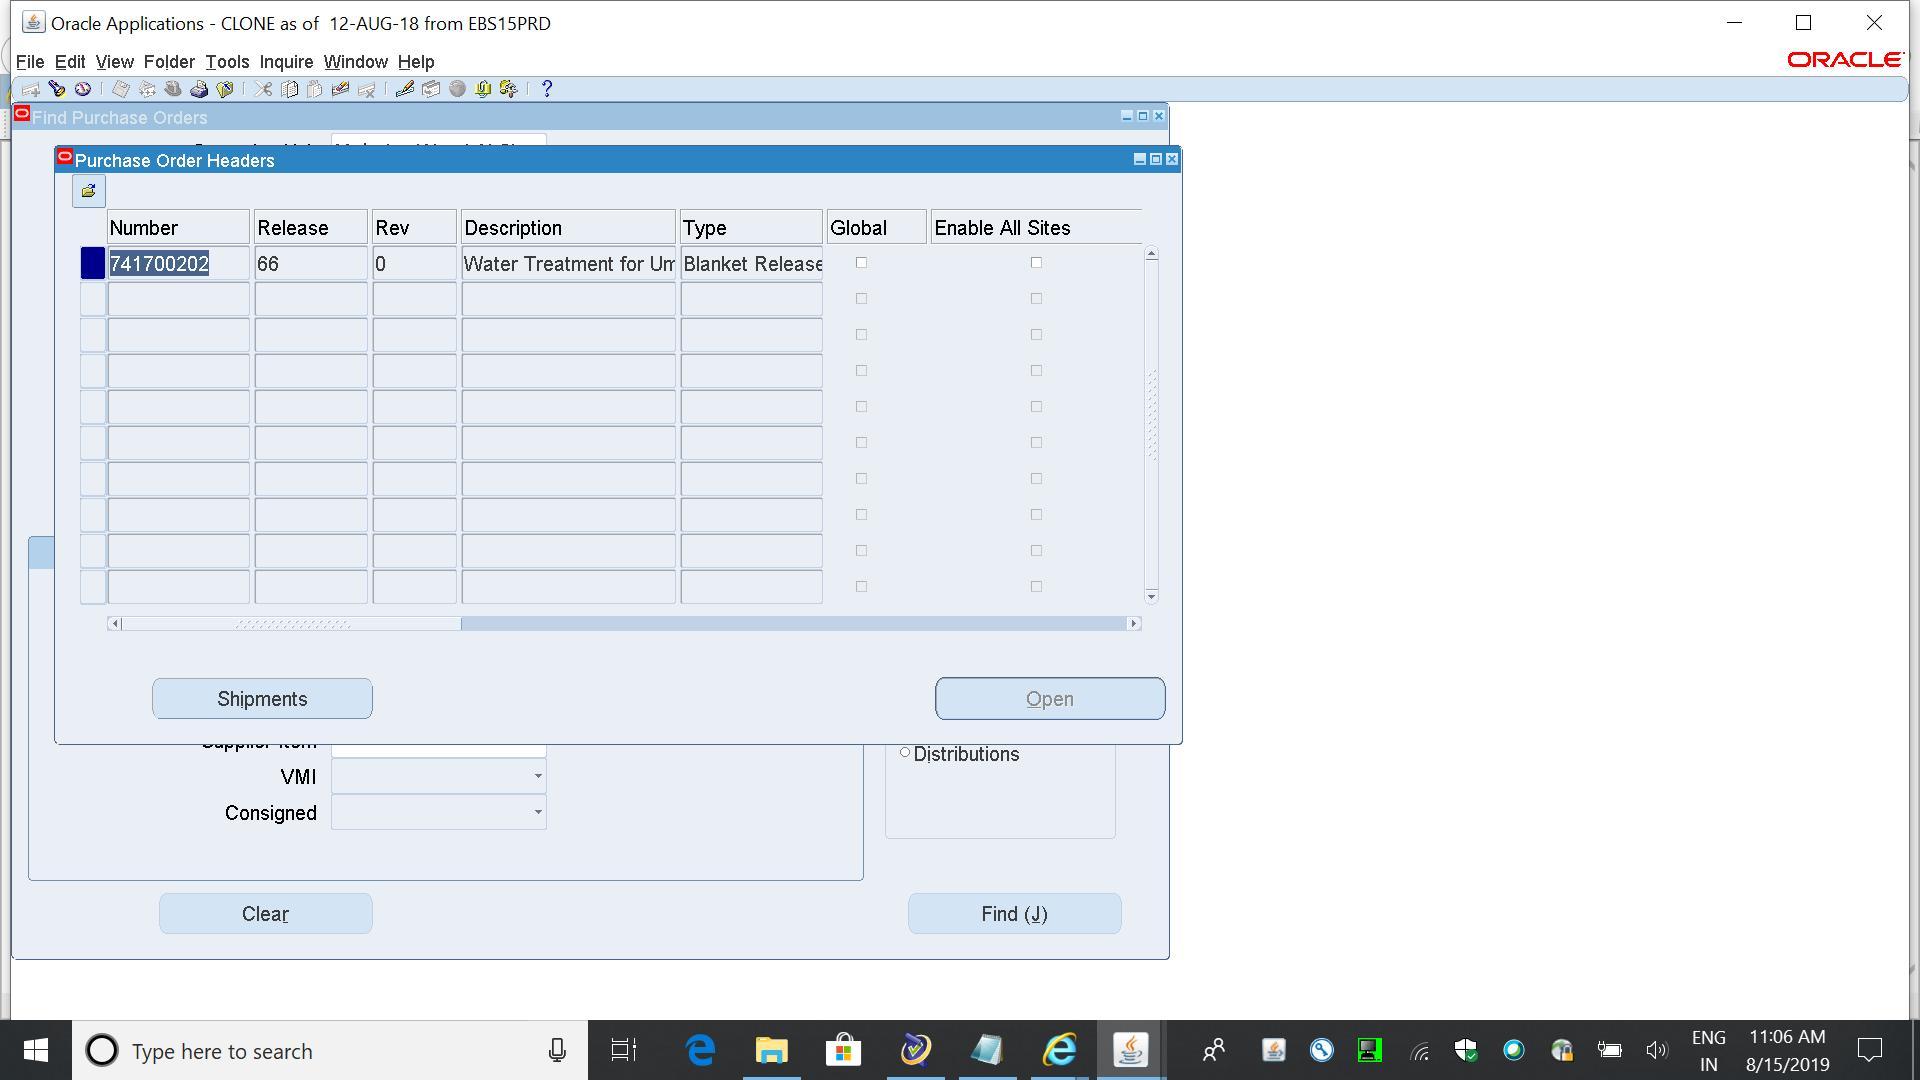 Oracle Applications - CLONE as of 12-AUG-18 from EBS15PRD
File Edit View Folder Tools Inquire Window Help
ORACLE
Find Purchase Orders
Purchase Order Headers
Number Release Rev Description Type Global Enable All Sites
741700202 66 0 Water Treatment for Um Blanket Release
Shipments Open
Supplier Item
Distributions
VMI
Consigned
Clear Find (J)
Type here to search
ENG
IN
11:06 AM
8/15/2019